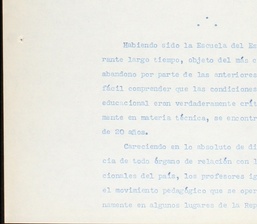 Habiendo sido la Escuela del Es
rante largo tiempo, objeto del más c
abandono por parte de las anteriores
fácil comprender que las condiciones
educacional eran verdaderamente crít
mente en materia técnica, se encontr
de 20 años.
Careciendo en lo absoluto de di
cia de todo órgano de relación con l
cionales del país, los profesores ig
el movimiento pedagógico que se oper
namente en algunos lugares de la Rep